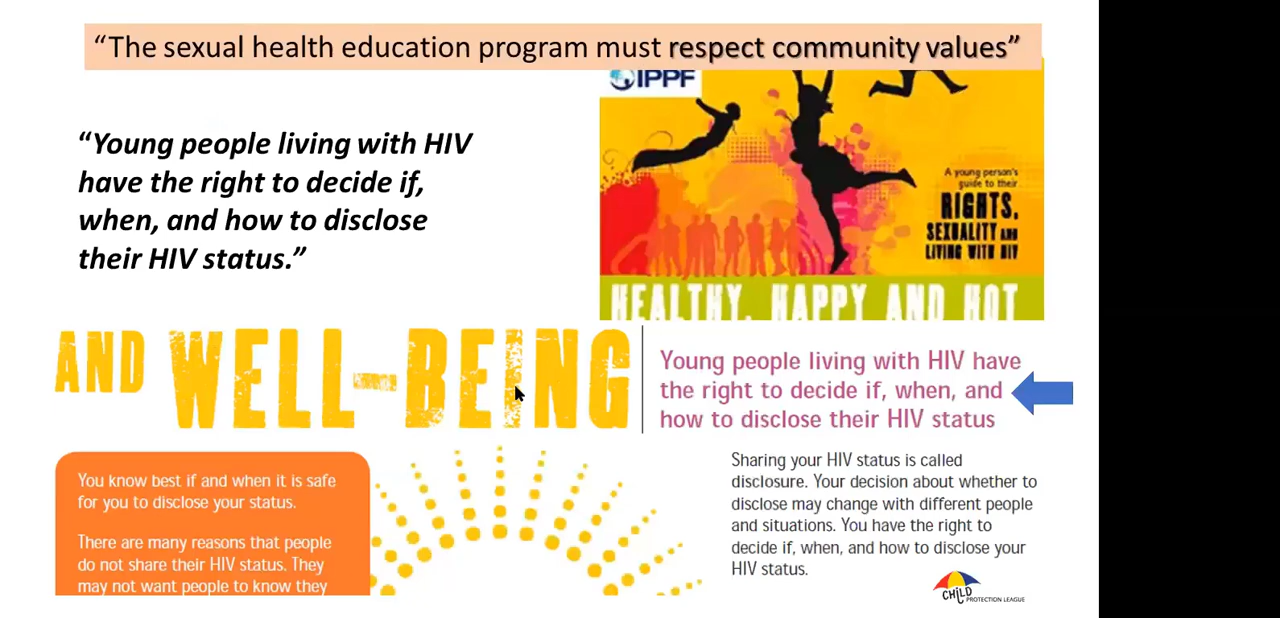 “The sexual health education program must respect community values”
IPPF
“Young people living with HIV
have the right to decide if,
when, and how to disclose
their HIV status.”
A young person's
guide to their
RIGHTS,
SEXUALITY AND
LIVING WITH HIV
HEALTHY, HAPPY AND HOT
AND WELL-BEING
Young people living with HIV have
the right to decide if, when, and
how to disclose their HIV status
You know best if and when it is safe
for you to disclose your status.
There are many reasons that people
do not share their HIV status. They
may not want people to know they
Sharing your HIV status is called
disclosure. Your decision about whether to
disclose may change with different people
and situations. You have the right to
decide if, when, and how to disclose your
HIV status.
CHILD
PROTECTION LEAGUE